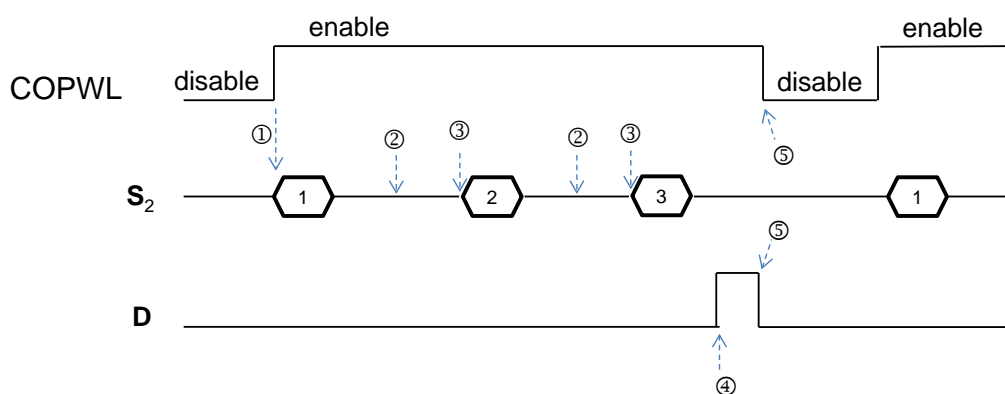 enable
enable
disable
disable
COPWL
①
②
③
②
③
⑤
S₂
1
2
3
1
⑤
D
④